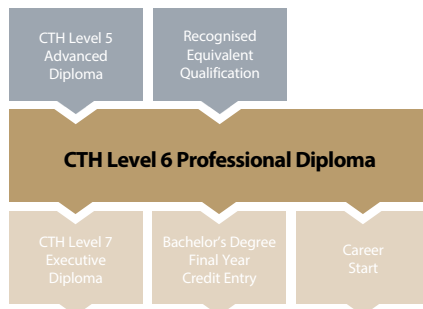 CTH Level 5
Advanced
Diploma
Recognised
Equivalent
Qualification
CTH Level 6 Professional Diploma
CTH Level 7
Executive
Diploma
Bachelor's Degree
Final Year
Credit Entry
Career
Start